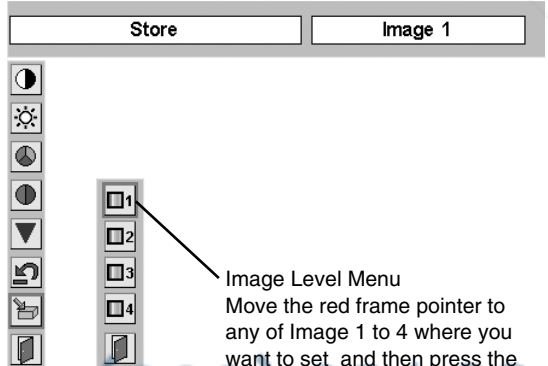 Store
Image 1
1
2
3
4
Image Level Menu
Move the red frame pointer to
any of Image 1 to 4 where you
want to set and then press the